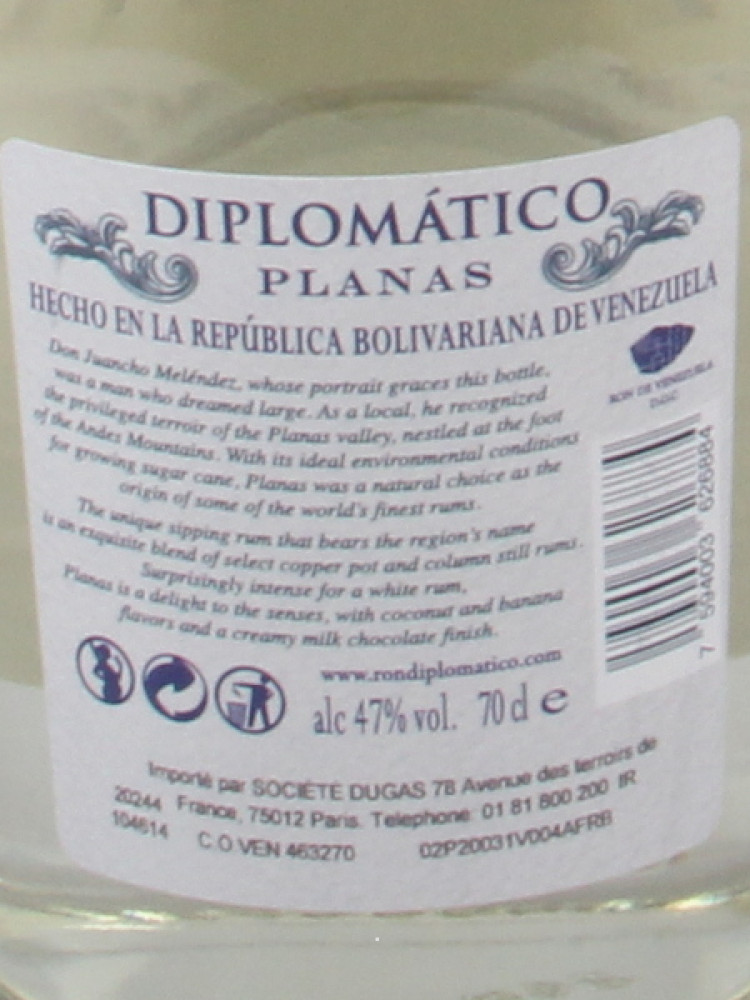 DIPLOMÁTICO
PLANAS
HECHO EN LA REPÚBLICA BOLIVARIANA DE VENEZUELA
Don Juancho Meléndez, whose portrait graces this bottle,
was a man who dreamed large. As a local, he recognized
the privileged terroir of the Planas valley, nestled at the foot
of the Andes Mountains. With its ideal environmental conditions
for growing sugar cane, Planas was a natural choice as the
origin of some of the world's finest rums.
The unique sipping rum that bears the region's name
is an exquisite blend of select copper pot and column still rums.
Surprisingly intense for a white rum,
Planas is a delight to the senses, with coconut and banana
flavors and a creamy milk chocolate finish.
RON DE VENEZUELA
D.O.C
7 594003 626884
www.rondiplomatico.com
alc 47% vol. 70 cl e
Importé par SOCIÉTÉ DUGAS 78 Avenue des terroirs de
20244 France, 75012 Paris. Telephone: 01 81 800 200 IR
104614 C.O VEN 463270 02P20031V004AFRB